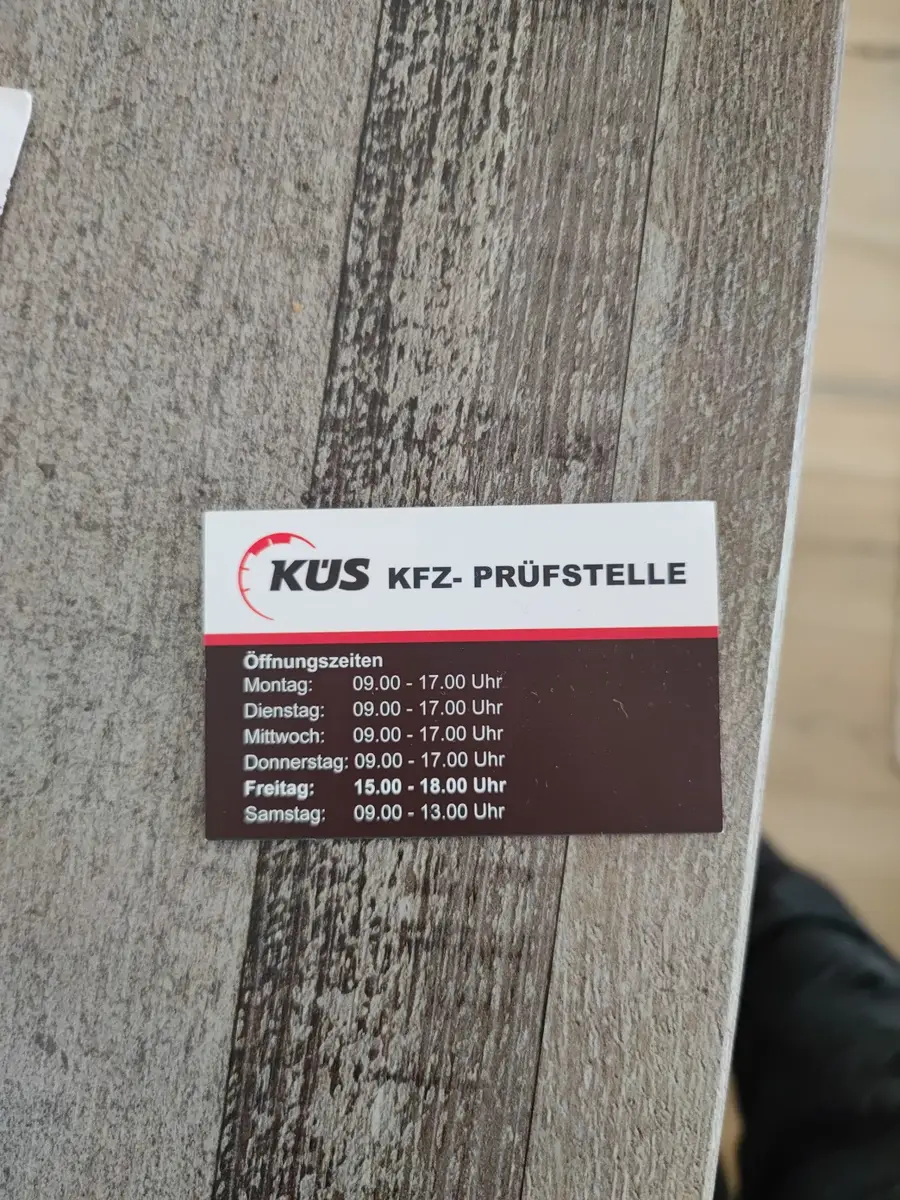 KÜS KFZ- PRÜFSTELLE
Öffnungszeiten
Montag: 09.00 - 17.00 Uhr
Dienstag: 09.00 - 17.00 Uhr
Mittwoch: 09.00 - 17.00 Uhr
Donnerstag: 09.00 - 17.00 Uhr
Freitag: 15.00 - 18.00 Uhr
Samstag: 09.00 - 13.00 Uhr